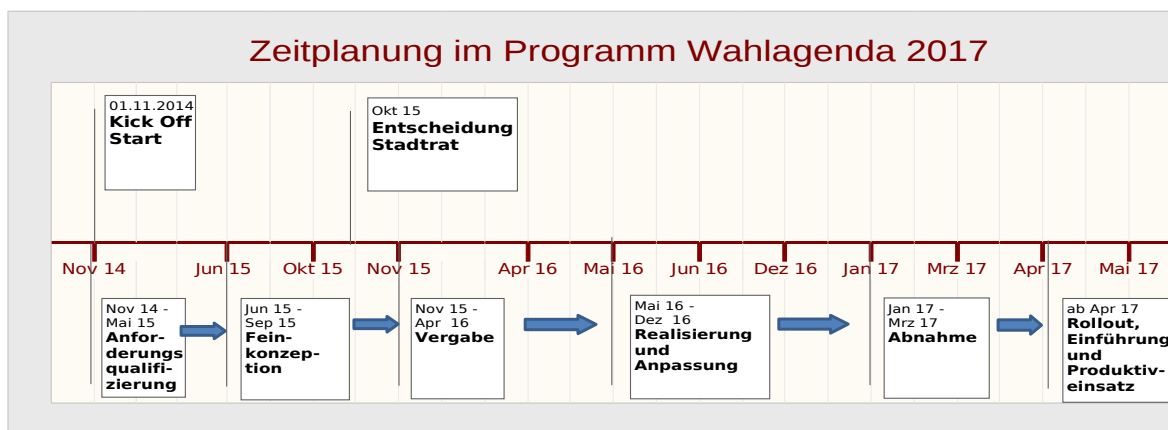 Zeitplanung im Programm Wahlagenda 2017
01.11.2014
Kick Off
Start
Okt 15
Entscheidung
Stadtrat
Nov 14
Jun 15
Okt 15
Nov 15
Apr 16
Mai 16
Jun 16
Dez 16
Jan 17
Mrz 17
Apr 17
Mai 17
Nov 14 -
Mai 15
Anfor-
derungs
qualifi-
zierung
Jun 15 -
Sep 15
Fein-
konzep-
tion
Nov 15 -
Apr 16
Vergabe
Mai 16 -
Dez 16
Realisierung
und
Anpassung
Jan 17 -
Mrz 17
Abnahme
ab Apr 17
Rollout,
Einführung
und
Produktiv-
einsatz